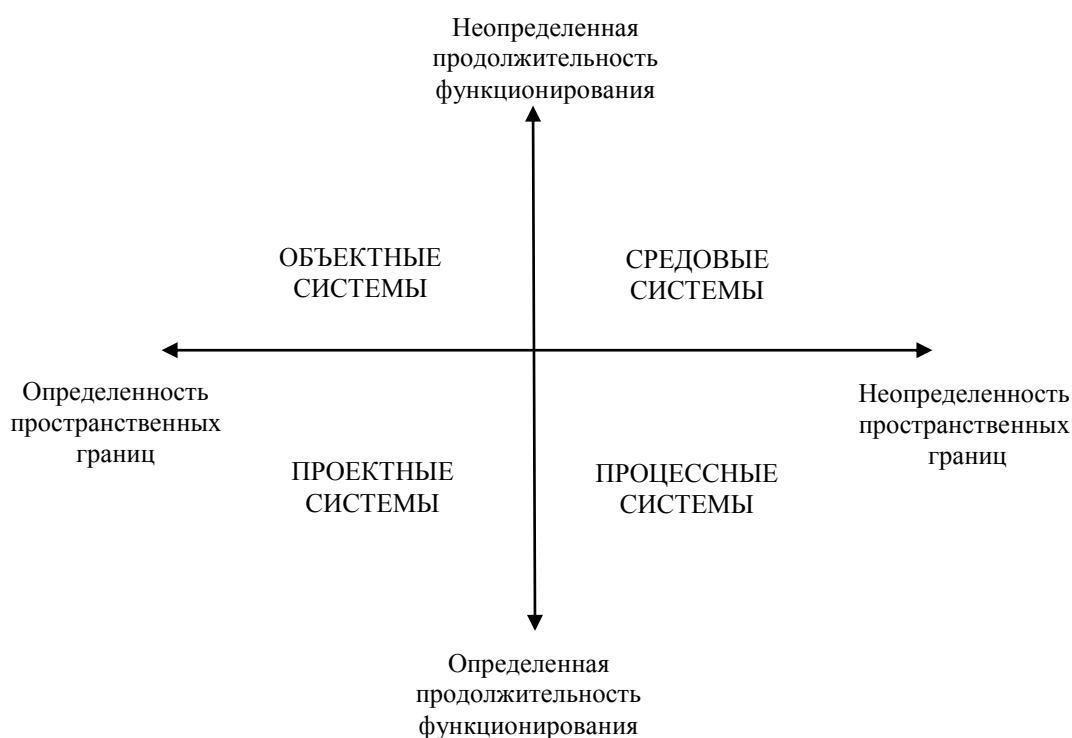 Неопределенная
продолжительность
функционирования
ОБЪЕКТНЫЕ
СИСТЕМЫ
СРЕДОВЫЕ
СИСТЕМЫ
Определенность
пространственных
границ
Неопределенность
пространственных
границ
ПРОЕКТНЫЕ
СИСТЕМЫ
ПРОЦЕССНЫЕ
СИСТЕМЫ
Определенная
продолжительность
функционирования